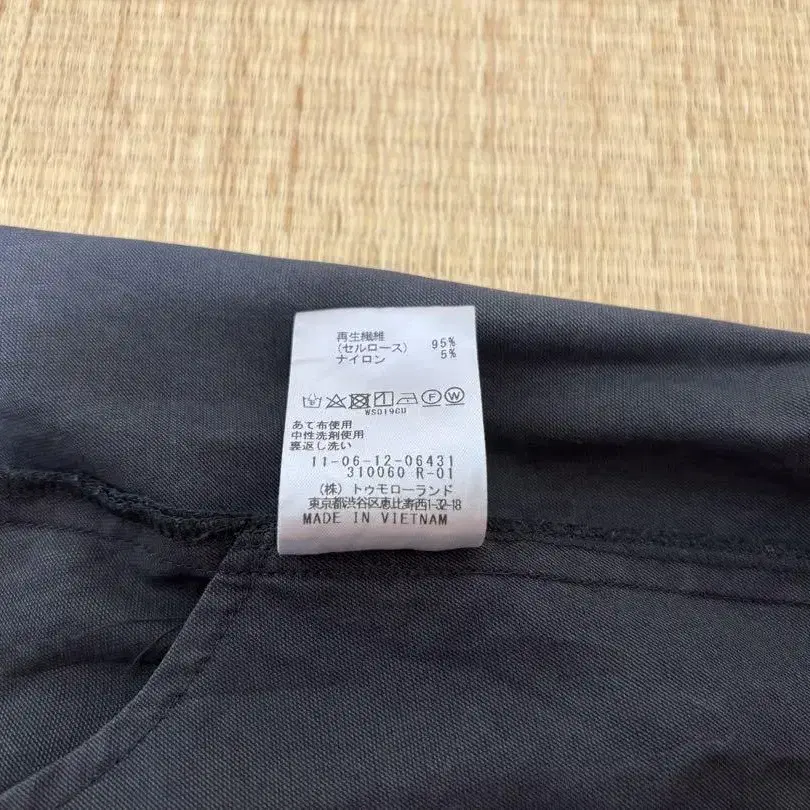 再生繊維
(セルロース) 95%
ナイロン 5%
F W
WS019CU
あて布使用
中性洗剤使用
裏返し洗い
11-06-12-06431
310060 R-01
(株) トゥモローランド
東京都渋谷区恵比寿西1-32-18
MADE IN VIETNAM